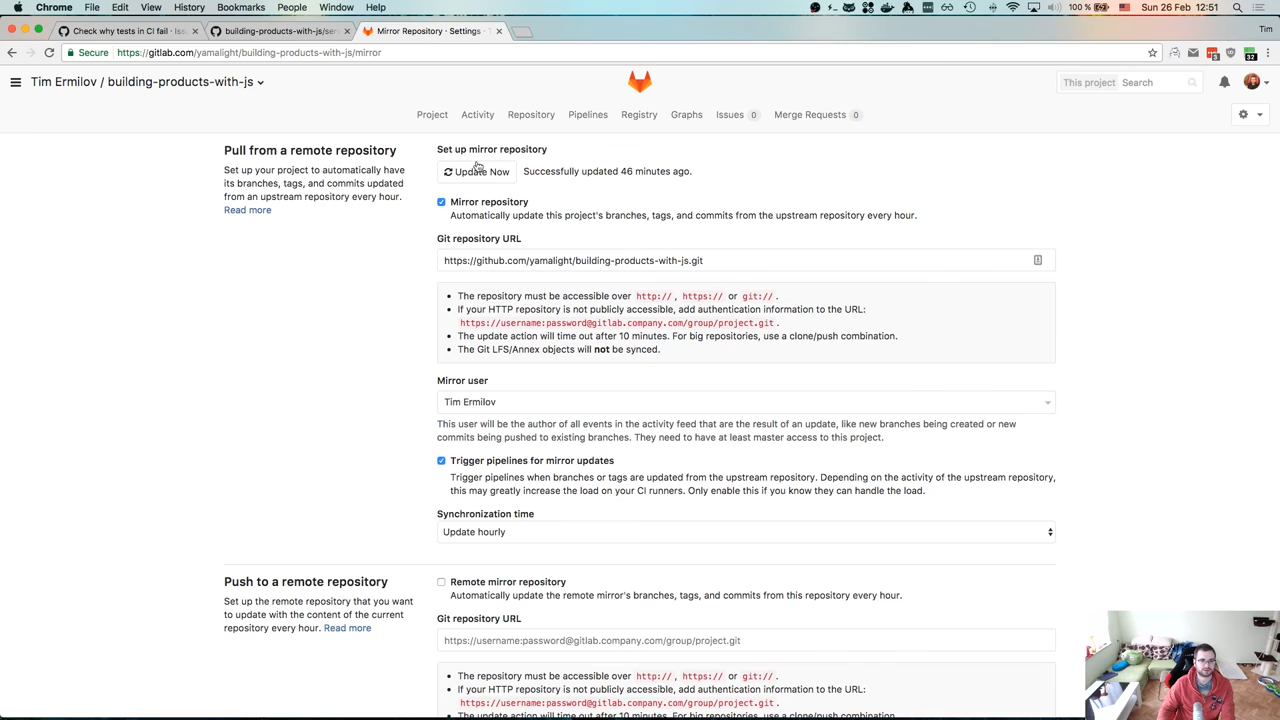 Chrome File Edit View History Bookmarks People Window Help 100 % Sun 26 Feb 12:51
Check why tests in CI fail · Iss
building-products-with-js/ser
Mirror Repository · Settings ·
Tim
Secure https://gitlab.com/yamalight/building-products-with-js/mirror
3
32
Tim Ermilov / building-products-with-js
This project Search
Project Activity Repository Pipelines Registry Graphs Issues 0 Merge Requests 0
Pull from a remote repository
Set up your project to automatically have
its branches, tags, and commits updated
from an upstream repository every hour.
Read more
Set up mirror repository
Update Now Successfully updated 46 minutes ago.
Mirror repository
Automatically update this project's branches, tags, and commits from the upstream repository every hour.
Git repository URL
https://github.com/yamalight/building-products-with-js.git
The repository must be accessible over http://, https:// or git://.
If your HTTP repository is not publicly accessible, add authentication information to the URL:
https://username:password@gitlab.company.com/group/project.git.
The update action will time out after 10 minutes. For big repositories, use a clone/push combination.
The Git LFS/Annex objects will not be synced.
Mirror user
Tim Ermilov
This user will be the author of all events in the activity feed that are the result of an update, like new branches being created or new
commits being pushed to existing branches. They need to have at least master access to this project.
Trigger pipelines for mirror updates
Trigger pipelines when branches or tags are updated from the upstream repository. Depending on the activity of the upstream repository,
this may greatly increase the load on your CI runners. Only enable this if you know they can handle the load.
Synchronization time
Update hourly
Push to a remote repository
Set up the remote repository that you want
to update with the content of the current
repository every hour. Read more
Remote mirror repository
Automatically update the remote mirror's branches, tags, and commits from this repository every hour.
Git repository URL
https://username:password@gitlab.company.com/group/project.git
The repository must be accessible over http://, https:// or git://.
If your HTTP repository is not publicly accessible, add authentication information to the URL:
https://username:password@gitlab.company.com/group/project.git.
The update action will time out after 10 minutes. For big repositories, use a clone/push combination.